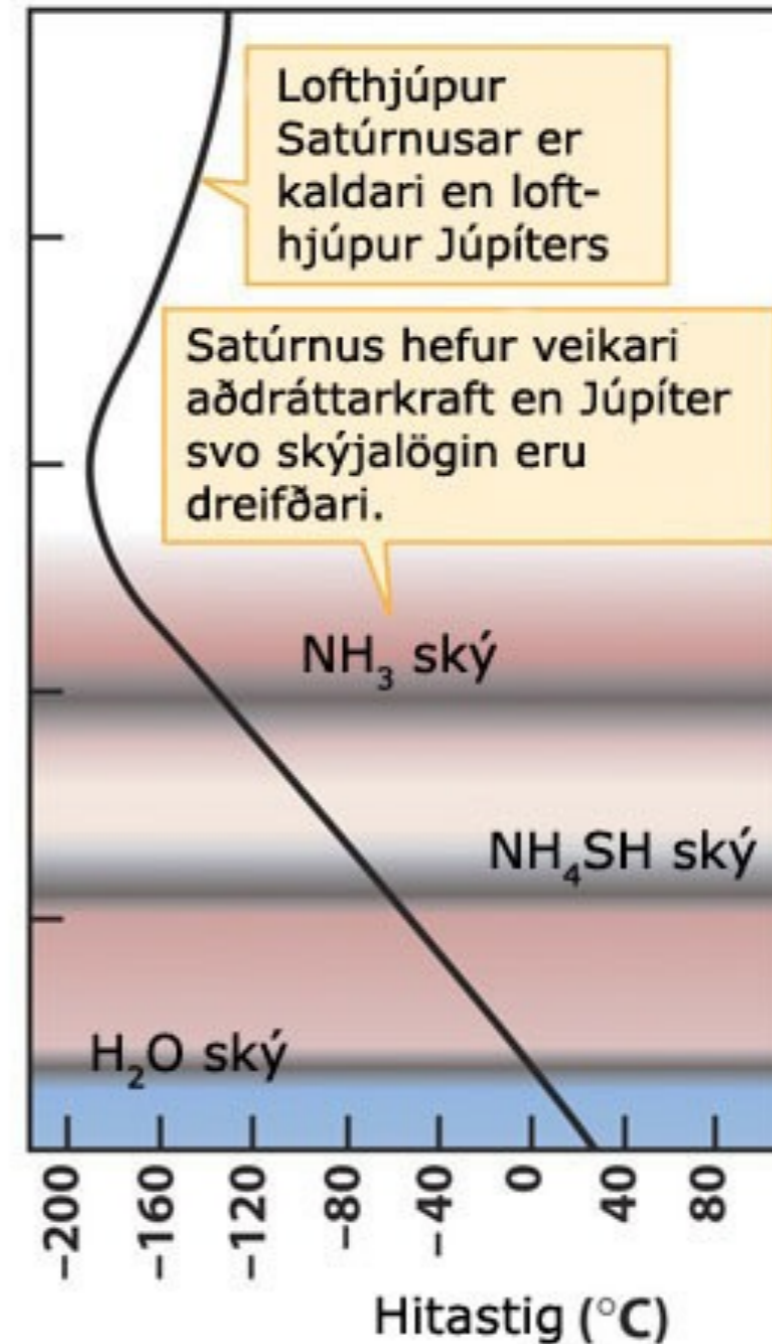 Lofthjúpur
Satúrnusar er
kaldari en loft-
hjúpur Júpíters
Satúrnus hefur veikari
aðdráttarkraft en Júpíter
svo skýjalögin eru
dreifðari.
NH₃ ský
NH₄SH ský
H₂O ský
−200 −160 −120 −80 −40 0 40 80
Hitastig (°C)